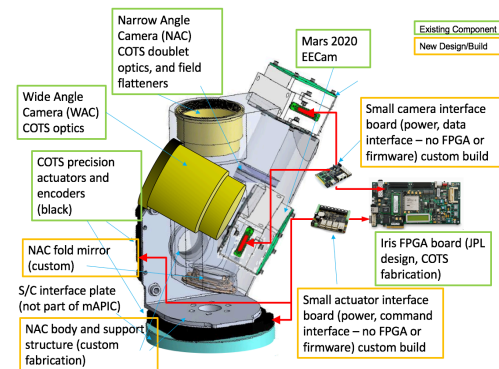 Narrow Angle
Camera (NAC)
COTS doublet
optics, and field
flatteners
Mars 2020
EECam
Existing Component
New Design/Build
Wide Angle
Camera (WAC)
COTS optics
Small camera interface
board (power, data
interface – no FPGA or
firmware) custom build
COTS precision
actuators and
encoders
(black)
Iris FPGA board (JPL
design, COTS
fabrication)
NAC fold mirror
(custom)
S/C interface plate
(not part of mAPIC)
NAC body and support
structure (custom
fabrication)
Small actuator interface
board (power, command
interface – no FPGA or
firmware) custom build